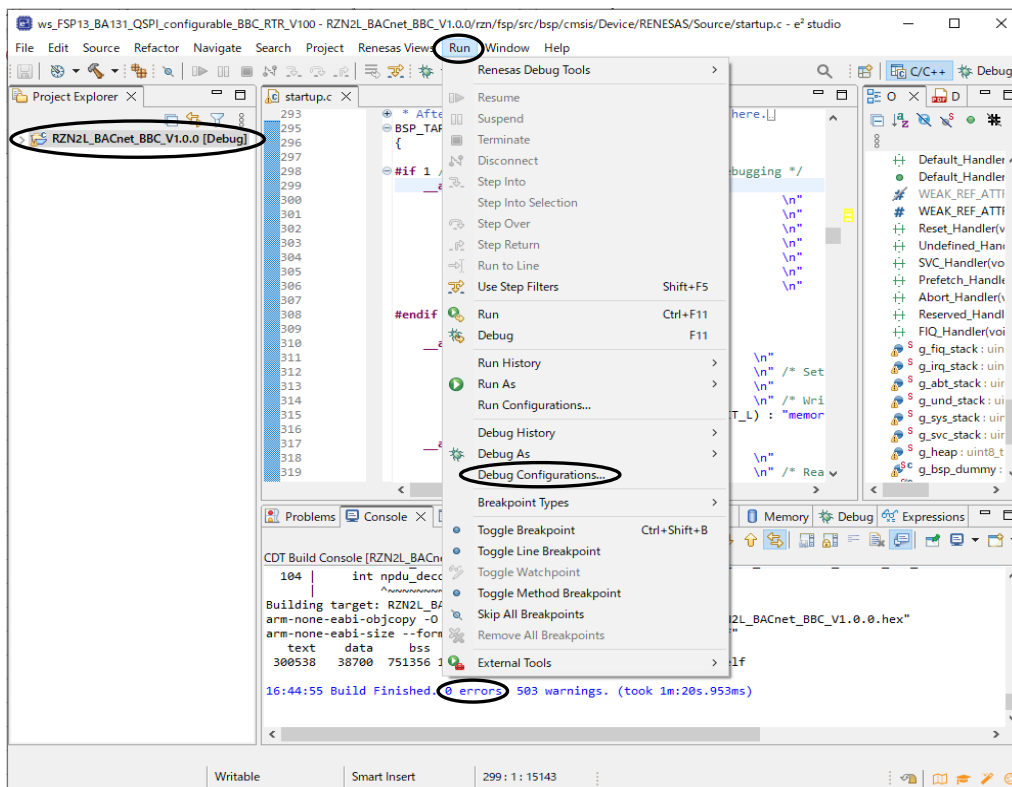 ws_FSP13_BA131_QSPI_configurable_BBC_RTR_V100 - RZN2L_BACnet_BBC_V1.0.0/rzn/fsp/src/bsp/cmsis/Device/RENESAS/Source/startup.c - e² studio
File Edit Source Refactor Navigate Search Project Renesas Views Run Window Help
C/C++ Debug
Project Explorer
RZN2L_BACnet_BBC_V1.0.0 [Debug]
startup.c
293 * Afte here.
295 BSP_TAR
296 {
297
298 #if 1 / ebugging */
299 __a
300 \n"
301 \n"
302 \n"
303 \n"
304 \n"
305 \n"
306 \n"
307
308 #endif
309
310 __a
311 \n"
312 \n" /* Set
313 \n"
314 \n" /* Wri
315 T_L) : "memor
316
317 __a
318 \n"
319 \n" /* Rea
Renesas Debug Tools
Resume
Suspend
Terminate
Disconnect
Step Into
Step Into Selection
Step Over
Step Return
Run to Line
Use Step Filters Shift+F5
Run Ctrl+F11
Debug F11
Run History
Run As
Run Configurations...
Debug History
Debug As
Debug Configurations...
Breakpoint Types
Toggle Breakpoint Ctrl+Shift+B
Toggle Line Breakpoint
Toggle Watchpoint
Toggle Method Breakpoint
Skip All Breakpoints
Remove All Breakpoints
External Tools
O D
Default_Handler
Default_Handler
WEAK_REF_ATTR
WEAK_REF_ATTR
Reset_Handler(v
Undefined_Han
SVC_Handler(vo
Prefetch_Handle
Abort_Handler(v
Reserved_Handl
FIQ_Handler(voi
g_fiq_stack : uin
g_irq_stack : uin
g_abt_stack : uin
g_und_stack : ui
g_sys_stack : uin
g_svc_stack : uin
g_heap : uint8_t
g_bsp_dummy :
Problems Console Memory Debug Expressions
CDT Build Console [RZN2L_BACne
104 | int npdu_deco
| ^~~~~~~~~
Building target: RZN2L_BA
arm-none-eabi-objcopy -O 2L_BACnet_BBC_V1.0.0.hex"
arm-none-eabi-size --form "
text data bss
300538 38700 751356 1 lf
16:44:55 Build Finished. 0 errors, 503 warnings. (took 1m:20s.953ms)
Writable Smart Insert 299 : 1 : 15143